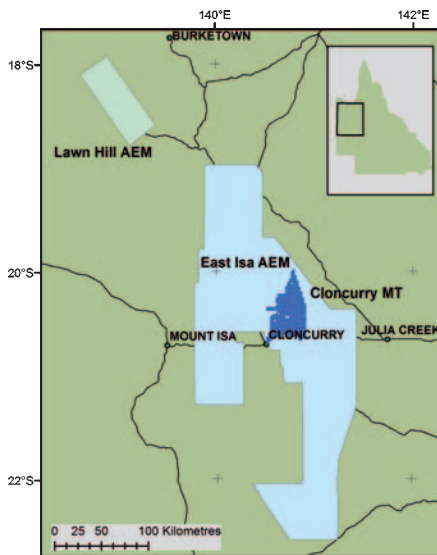 140°E
142°E
BURKETOWN
18°S
Lawn Hill AEM
20°S
East Isa AEM
Cloncurry MT
MOUNT ISA
CLONCURRY
JULIA CREEK
22°S
0 25 50 100 Kilometres